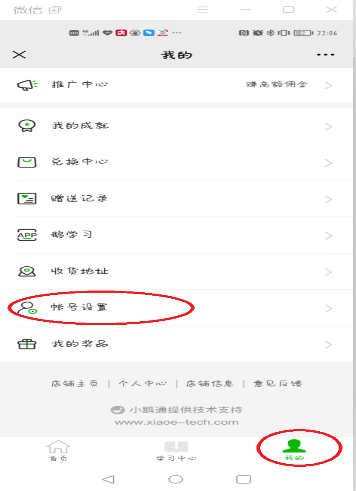 微信
22:06
我的
推广中心 赚高额佣金
我的成就
兑换中心
赠送记录
APP 鹅学习
收货地址
帐号设置
我的奖品
店铺主页 | 个人中心 | 店铺信息 | 意见反馈
小鹅通提供技术支持
www.xiaoe-tech.com
首页 学习中心 我的